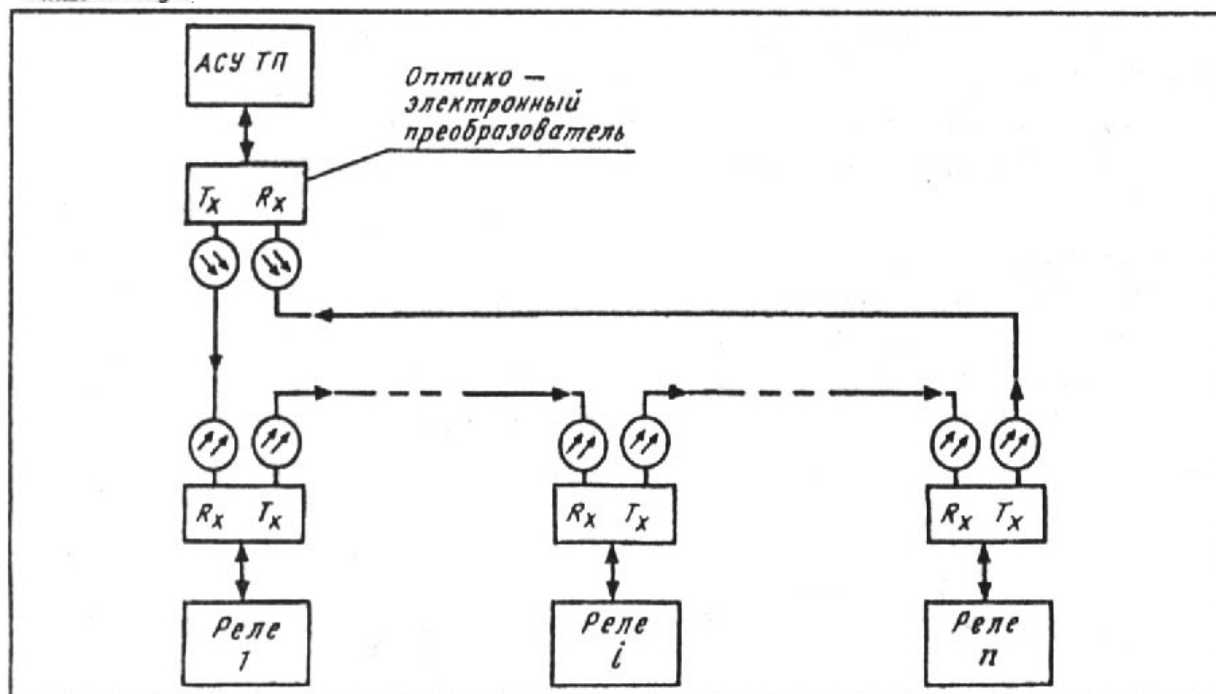 АСУ ТП
Оптико —
электронный
преобразователь
Tx Rx
Rx Tx
Rx Tx
Rx Tx
Реле
1
Реле
i
Реле
n